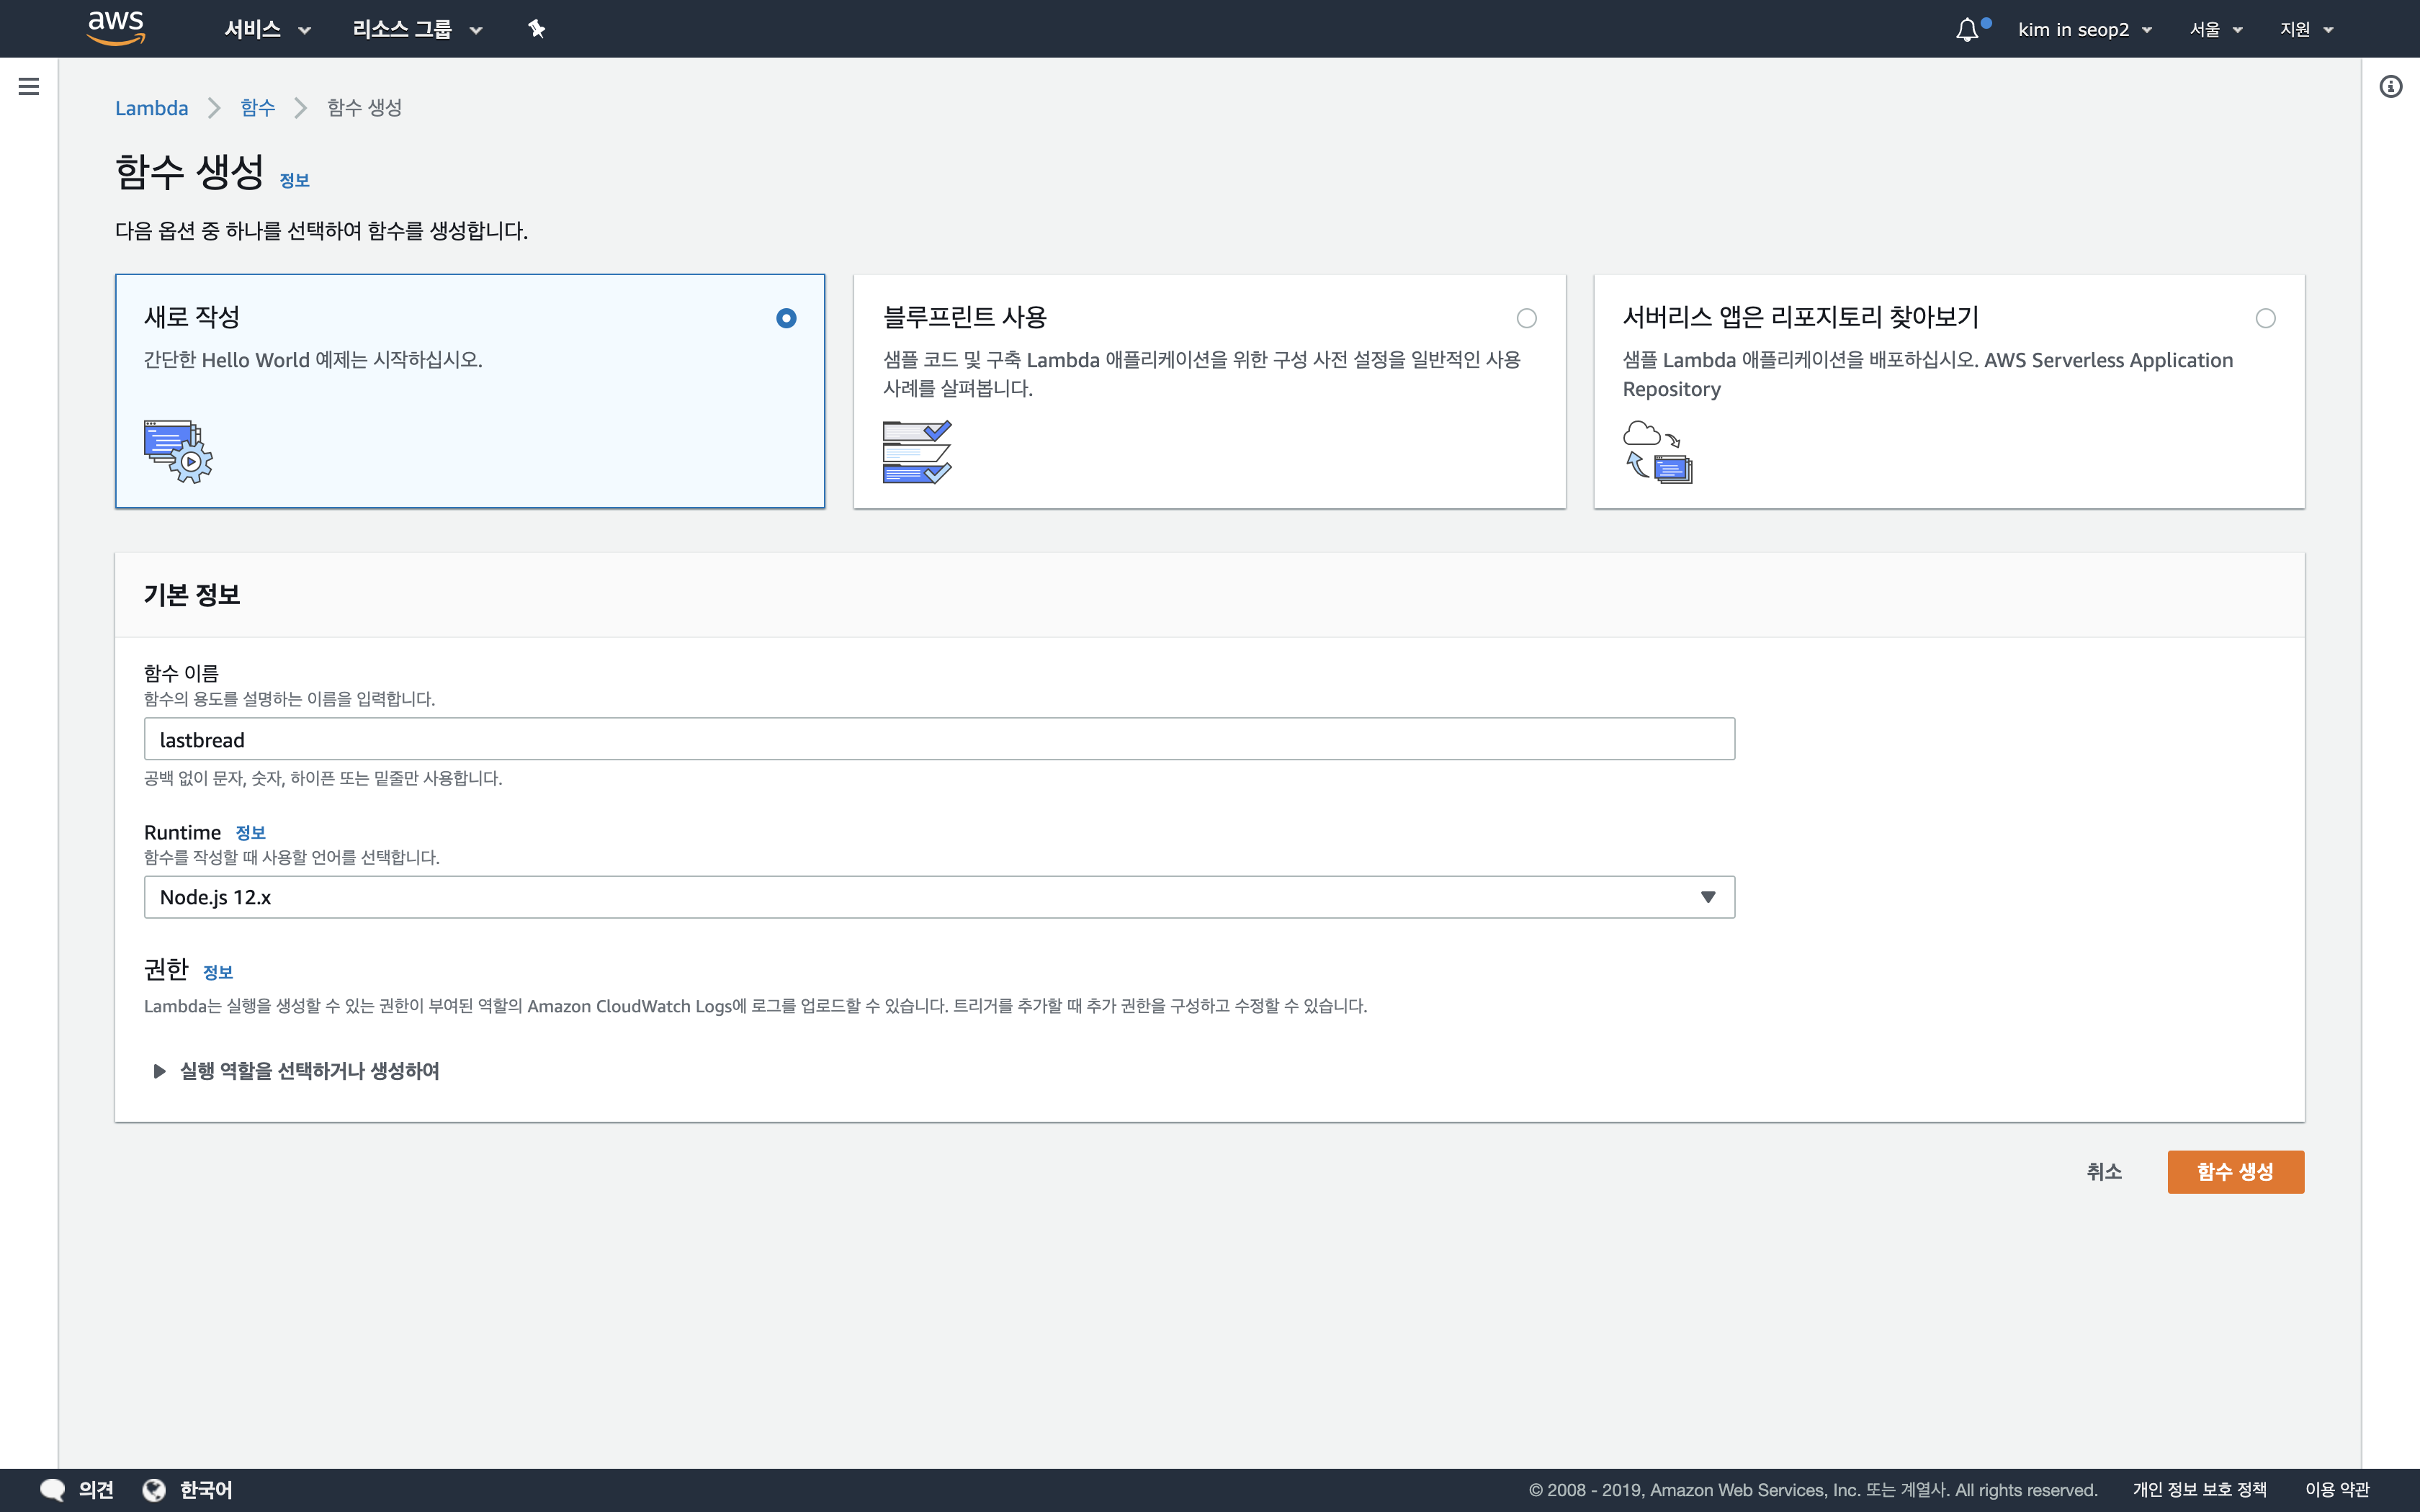 aws 서비스 리소스 그룹 kim in seop2 서울 지원
Lambda 함수 함수 생성
함수 생성 정보
다음 옵션 중 하나를 선택하여 함수를 생성합니다.
새로 작성
간단한 Hello World 예제는 시작하십시오.
블루프린트 사용
샘플 코드 및 구축 Lambda 애플리케이션을 위한 구성 사전 설정을 일반적인 사용
사례를 살펴봅니다.
서버리스 앱은 리포지토리 찾아보기
샘플 Lambda 애플리케이션을 배포하십시오. AWS Serverless Application
Repository
기본 정보
함수 이름
함수의 용도를 설명하는 이름을 입력합니다.
lastbread
공백 없이 문자, 숫자, 하이픈 또는 밑줄만 사용합니다.
Runtime 정보
함수를 작성할 때 사용할 언어를 선택합니다.
Node.js 12.x
권한 정보
Lambda는 실행을 생성할 수 있는 권한이 부여된 역할의 Amazon CloudWatch Logs에 로그를 업로드할 수 있습니다. 트리거를 추가할 때 추가 권한을 구성하고 수정할 수 있습니다.
실행 역할을 선택하거나 생성하여
취소 함수 생성
의견 한국어 © 2008 - 2019, Amazon Web Services, Inc. 또는 계열사. All rights reserved. 개인 정보 보호 정책 이용 약관